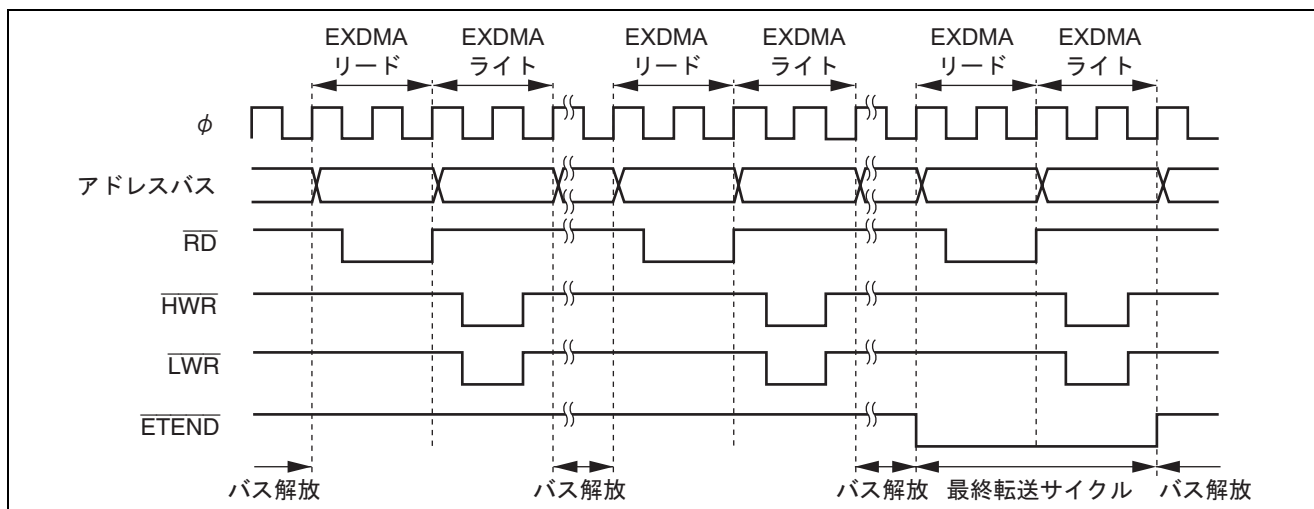 EXDMA EXDMA EXDMA EXDMA EXDMA EXDMA
リード ライト リード ライト リード ライト
φ
アドレスバス
RD
HWR
LWR
ETEND
バス解放 バス解放 バス解放 最終転送サイクル バス解放